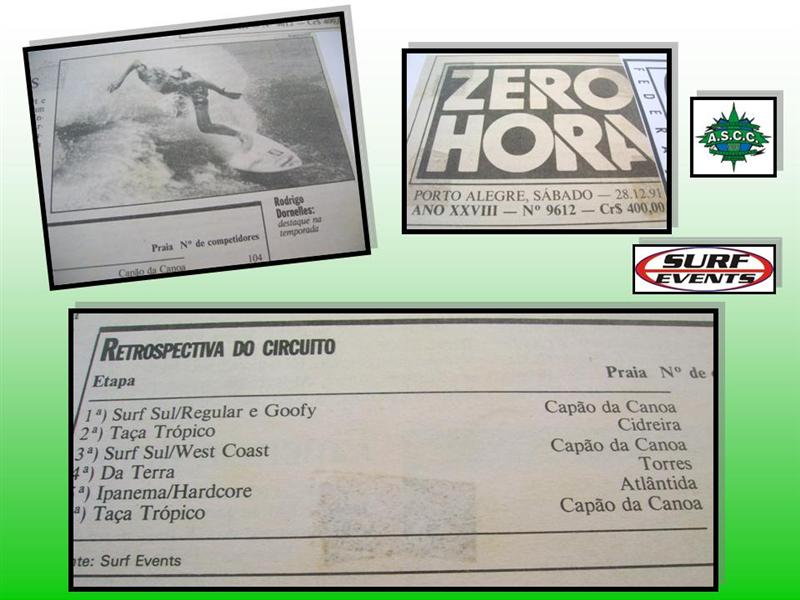 Rodrigo
Dornelles:
destaque na
temporada
Praia Nº de competidores
Capão da Canoa 104
ZERO
HORA
PORTO ALEGRE, SÁBADO — 28.12.91
ANO XXVIII — Nº 9612 — Cr$ 400,00
A.S.C.C.
SURF
EVENTS
RETROSPECTIVA DO CIRCUITO
Etapa Praia Nº de
1ª) Surf Sul/Regular e Goofy Capão da Canoa
2ª) Taça Trópico Cidreira
3ª) Surf Sul/West Coast Capão da Canoa
4ª) Da Terra Torres
ª) Ipanema/Hardcore Atlântida
ª) Taça Trópico Capão da Canoa
nte: Surf Events